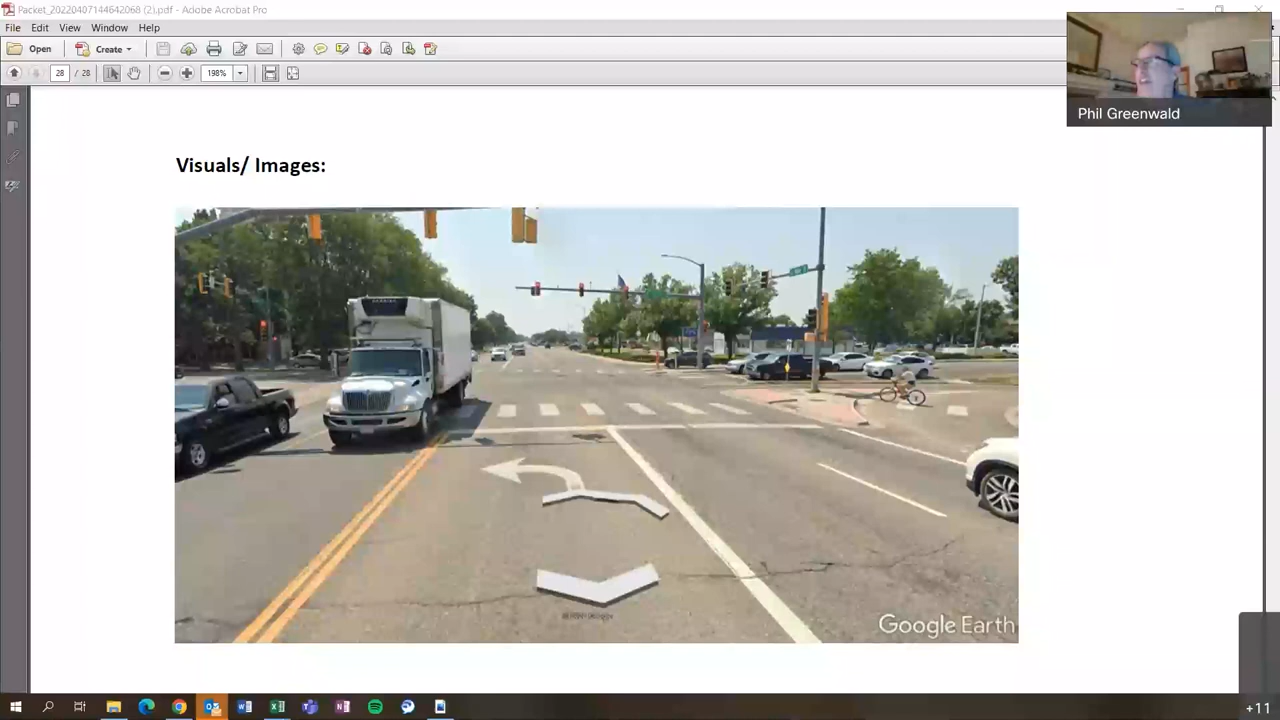 Packet_20220407144642068 (2).pdf - Adobe Acrobat Pro
File Edit View Window Help
Open Create
28 / 28 198%
Phil Greenwald
Visuals/ Images:
Google Earth
+11